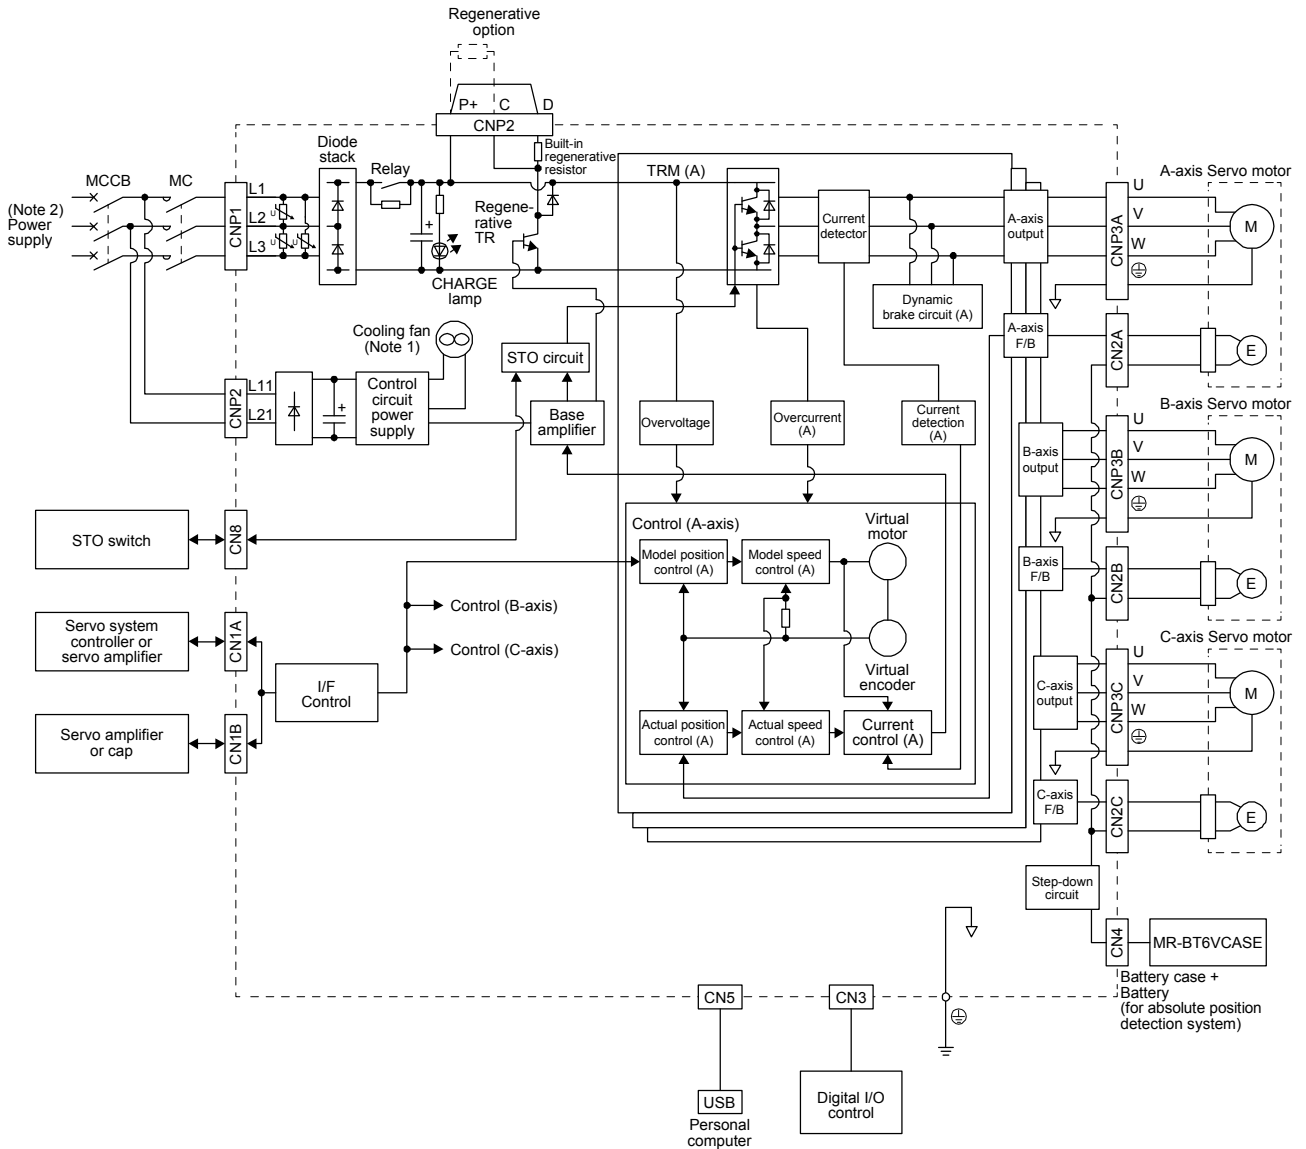 Regenerative
option
P+
C
D
CNP2
Built-in
regenerative
resistor
Diode
stack
Relay
MCCB
MC
(Note 2)
Power
supply
CNP1
L1
L2
L3
U
U
U
Regene-
rative
TR
CHARGE
lamp
+
TRM (A)
Current
detector
Dynamic
brake circuit (A)
A-axis
output
CNP3A
U
V
W
A-axis Servo motor
M
A-axis
F/B
CN2A
E
Cooling fan
(Note 1)
CNP2
L11
L21
+
Control
circuit
power
supply
STO circuit
Base
amplifier
Overvoltage
Overcurrent
(A)
Current
detection
(A)
B-axis Servo motor
B-axis
output
CNP3B
U
V
W
M
B-axis
F/B
CN2B
E
STO switch
CN8
Control (A-axis)
Model position
control (A)
Model speed
control (A)
Virtual
motor
Virtual
encoder
Actual position
control (A)
Actual speed
control (A)
Current
control (A)
Control (B-axis)
Control (C-axis)
Servo system
controller or
servo amplifier
CN1A
I/F
Control
Servo amplifier
or cap
CN1B
C-axis Servo motor
C-axis
output
CNP3C
U
V
W
M
C-axis
F/B
CN2C
E
Step-down
circuit
CN4
MR-BT6VCASE
Battery case +
Battery
(for absolute position
detection system)
CN5
CN3
USB
Personal
computer
Digital I/O
control